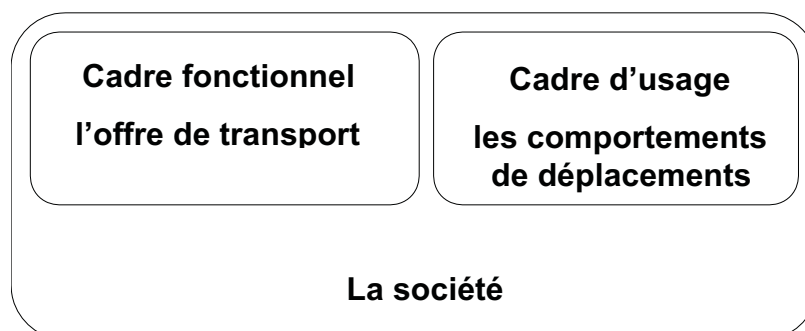 Cadre fonctionnel
l’offre de transport
Cadre d’usage
les comportements
de déplacements
La société